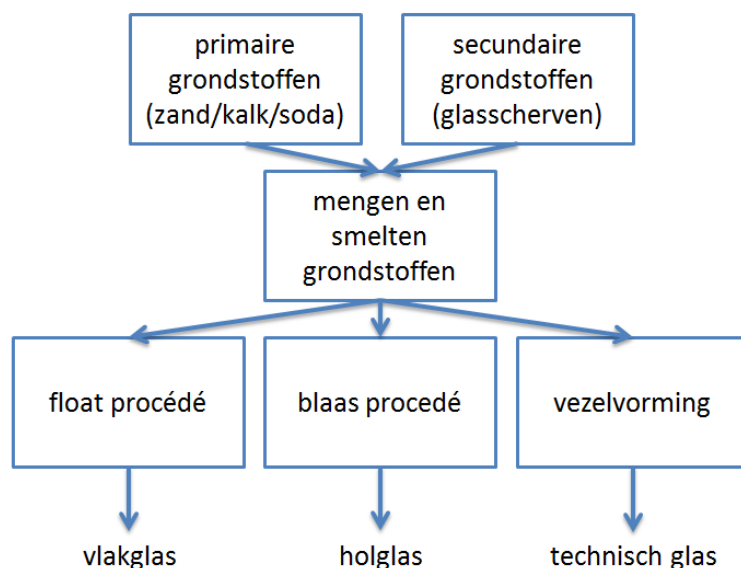 primaire
grondstoffen
(zand/kalk/soda)
secundaire
grondstoffen
(glasscherven)
mengen en
smelten
grondstoffen
float procédé
blaas procedé
vezelvorming
vlakglas
holglas
technisch glas